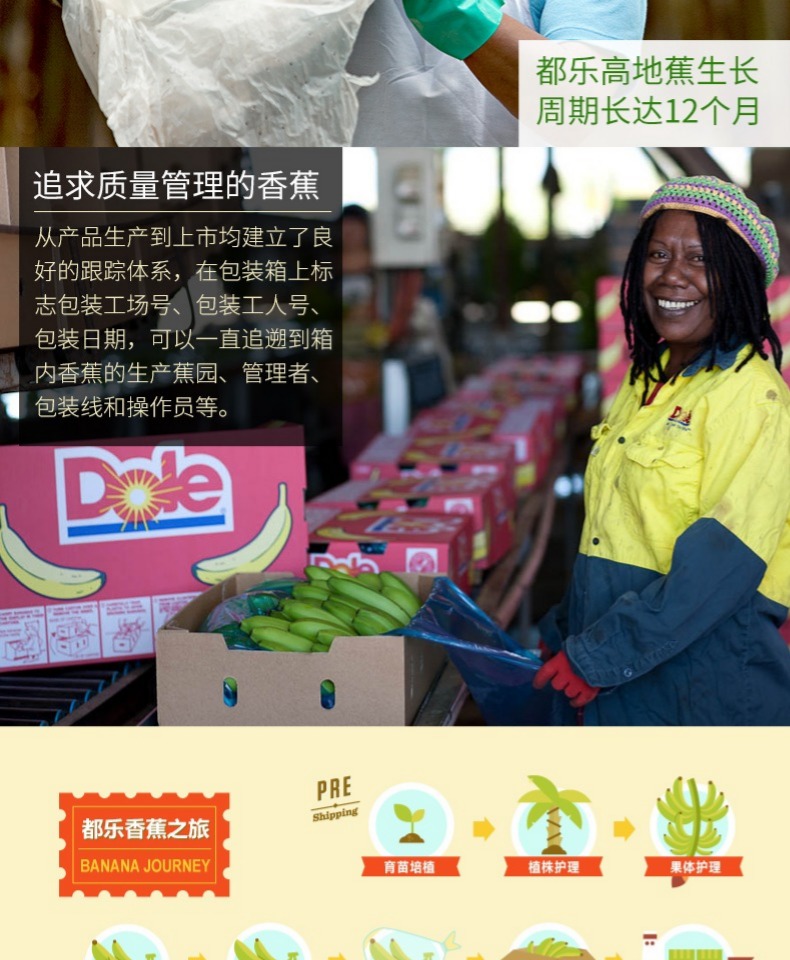 都乐高地蕉生长
周期长达12个月
追求质量管理的香蕉
从产品生产到上市均建立了良
好的跟踪体系，在包装箱上标
志包装工场号、包装工人号、
包装日期，可以一直追溯到箱
内香蕉的生产蕉园、管理者、
包装线和操作员等。
Dole
Dole
都乐香蕉之旅
BANANA JOURNEY
PRE
Shipping
育苗培植
植株护理
果体护理